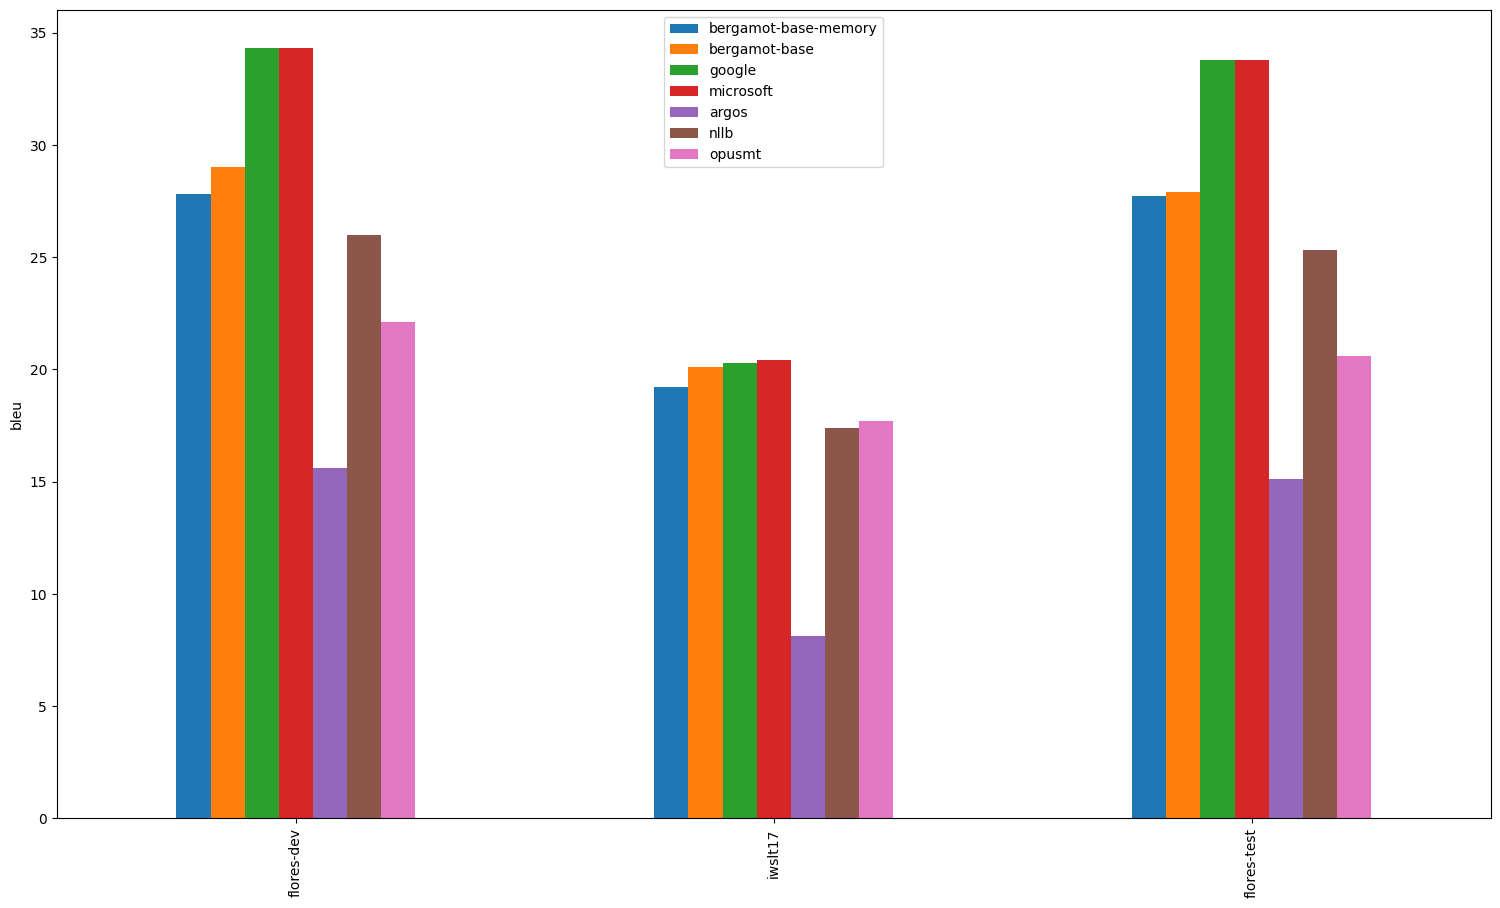 bergamot-base-memory
bergamot-base
google
microsoft
argos
nllb
opusmt
35
30
25
20
15
10
5
0
bleu
flores-dev
iwslt17
flores-test